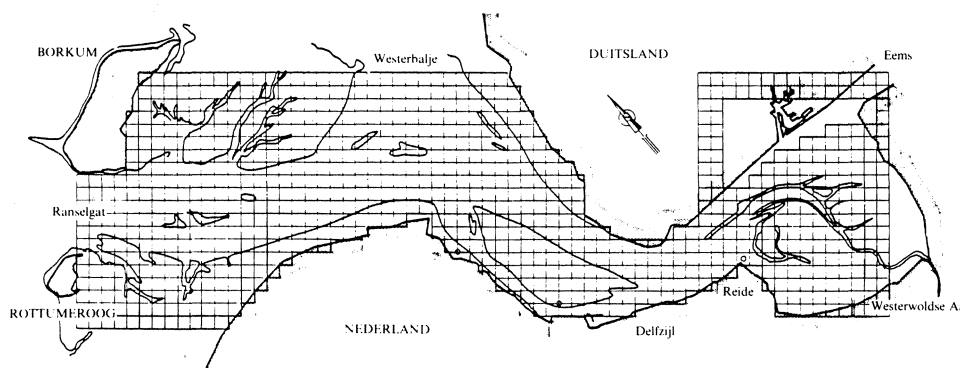 BORKUM
Westerbalje
DUITSLAND
Eems
Ranselgat
ROTTUMEROOG
NEDERLAND
Delfzijl
Reide
Westerwoldse A.